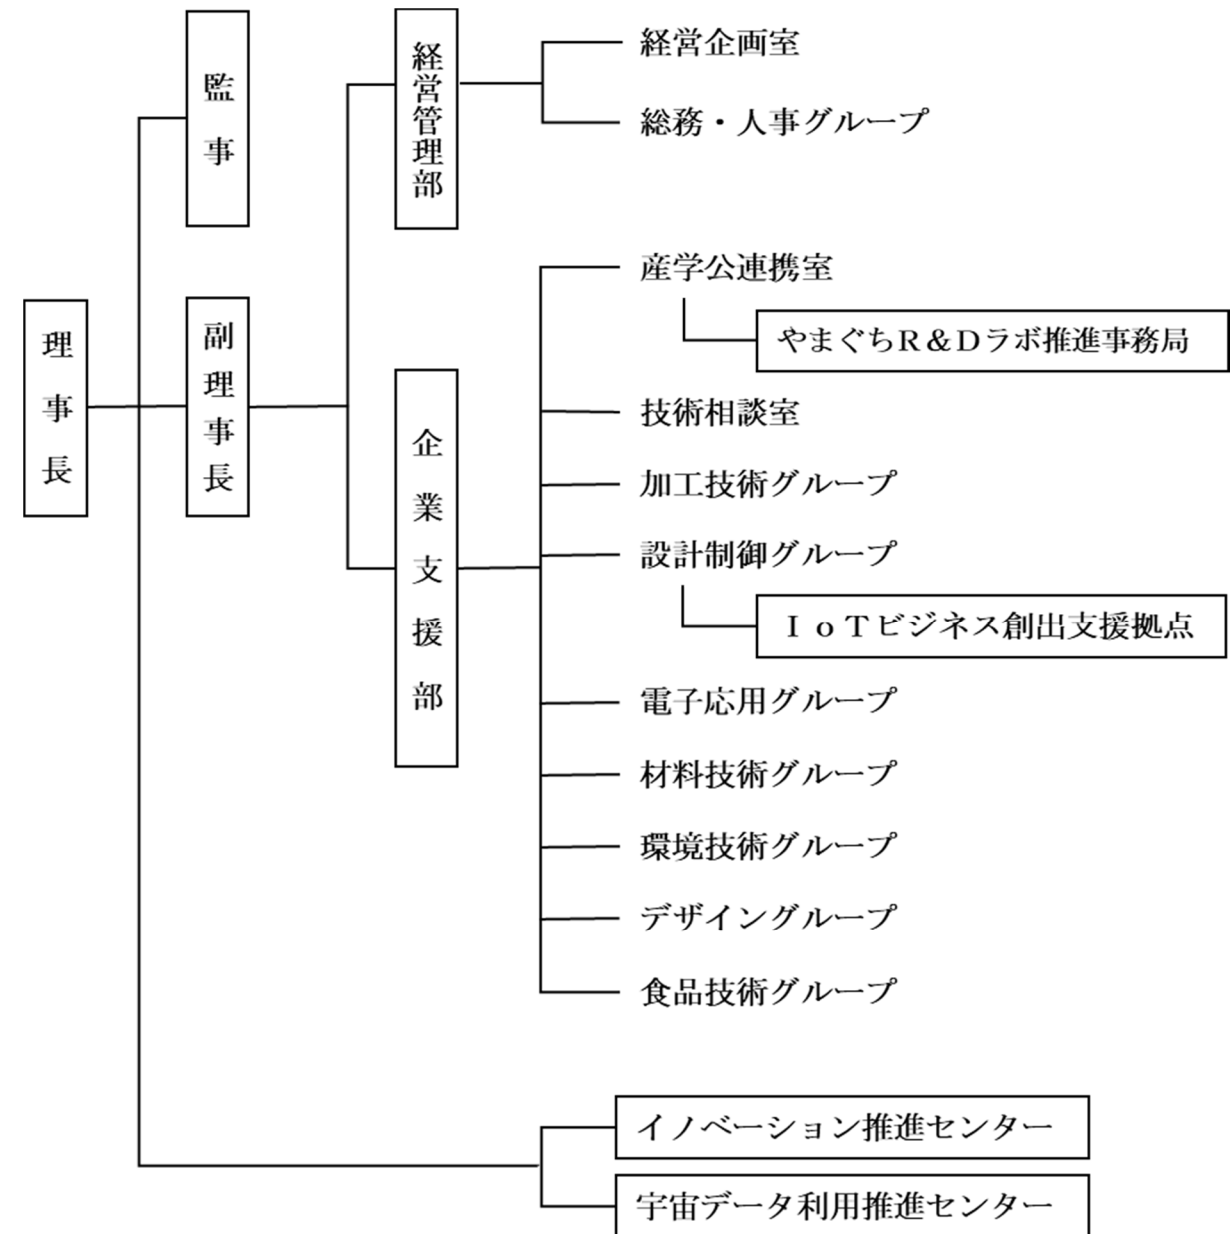 理事長
監事
副理事長
経営管理部
経営企画室
総務・人事グループ
企業支援部
産学公連携室
やまぐちＲ＆Ｄラボ推進事務局
技術相談室
加工技術グループ
設計制御グループ
ＩｏＴビジネス創出支援拠点
電子応用グループ
材料技術グループ
環境技術グループ
デザイングループ
食品技術グループ
イノベーション推進センター
宇宙データ利用推進センター